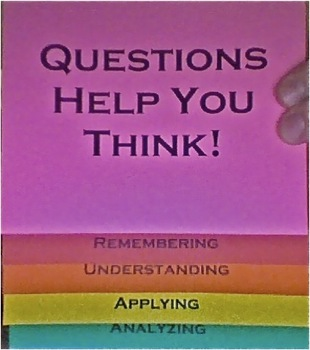 QUESTIONS
HELP YOU
THINK!
REMEMBERING
UNDERSTANDING
APPLYING
ANALYZING